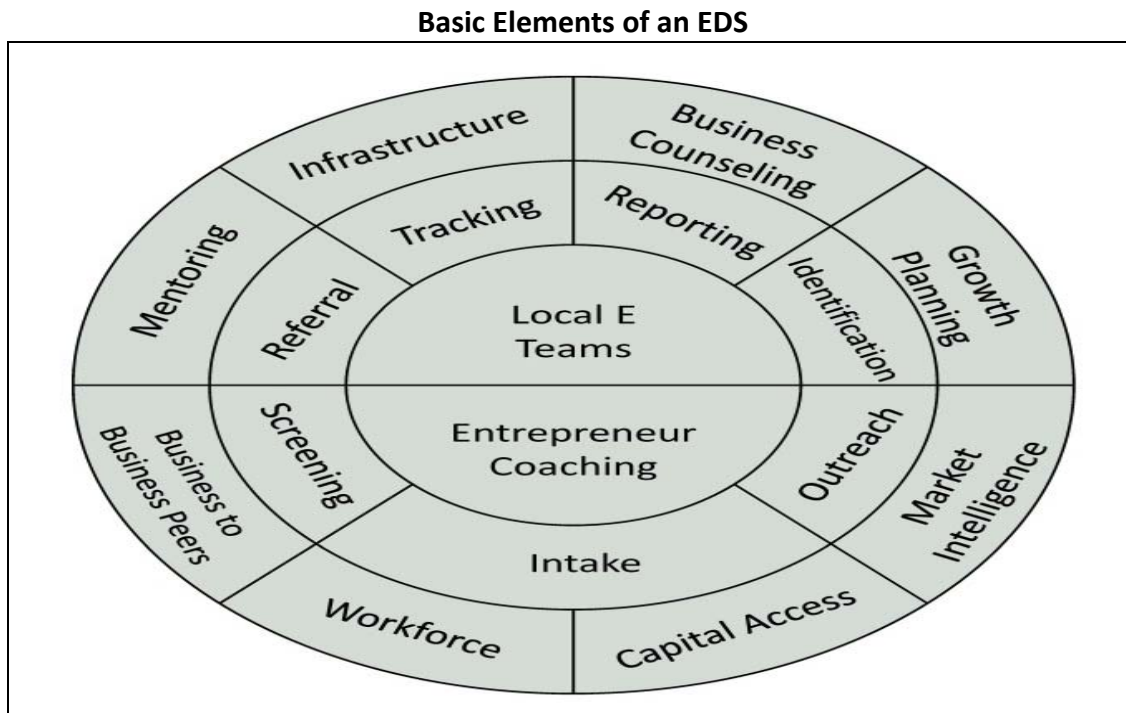 Basic Elements of an EDS
Infrastructure
Business
Counseling
Mentoring
Tracking
Reporting
Growth
Planning
Referral
Local E
Teams
Identification
Screening
Entrepreneur
Coaching
Outreach
Business to
Business Peers
Market
Intelligence
Intake
Workforce
Capital Access